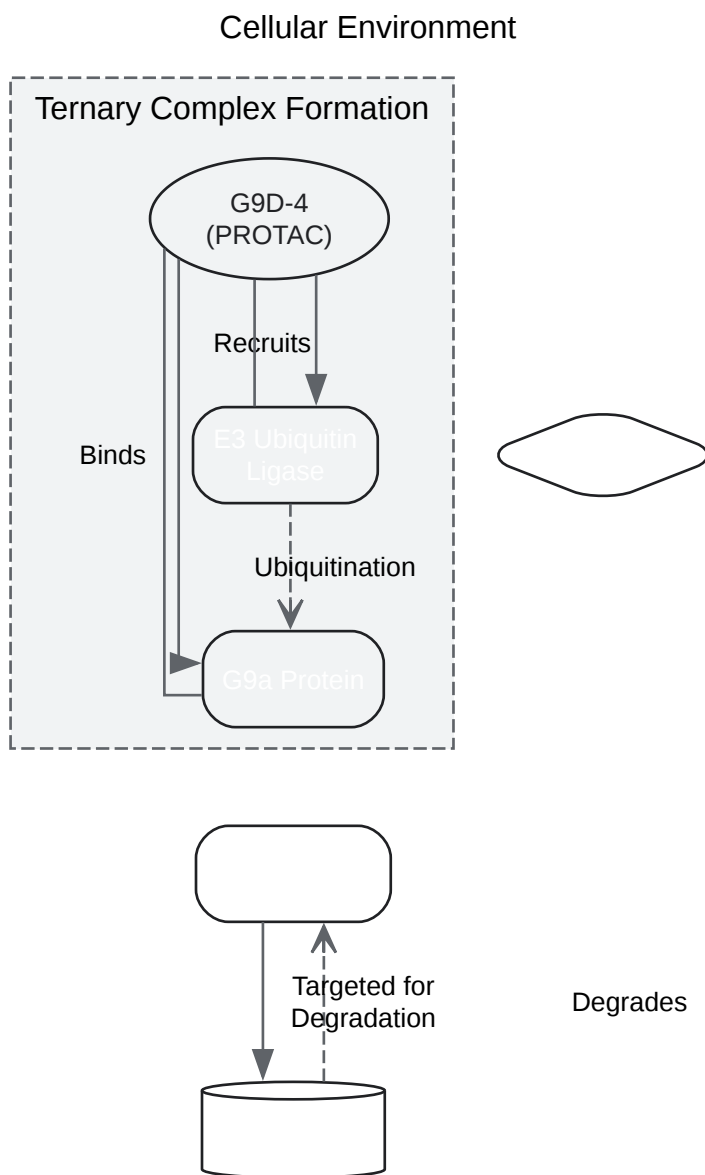 Cellular Environment
Ternary Complex Formation
G9D-4
(PROTAC)
Recruits
E3 Ubiquitin
Ligase
Binds
Ubiquitination
G9a Protein
Targeted for
Degradation
Degrades